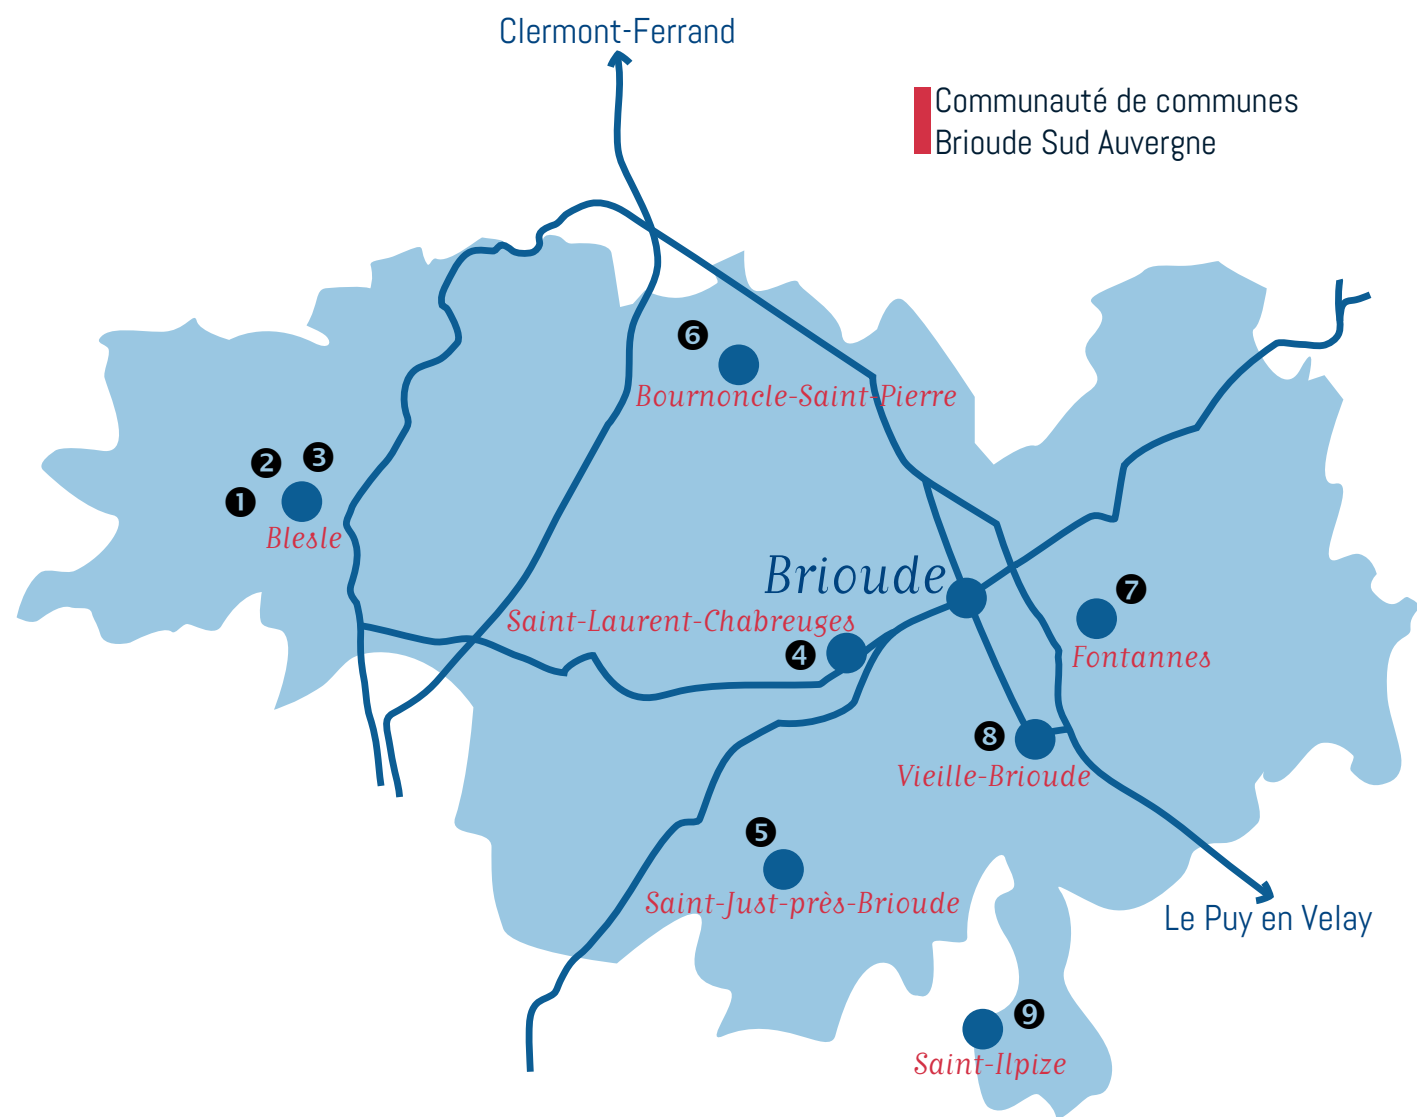 Clermont-Ferrand
Communauté de communes
Brioude Sud Auvergne
6
Bournoncle-Saint-Pierre
2
3
1
Blesle
Brioude
7
Saint-Laurent-Chabreuges
4
Fontannes
8
Vieille-Brioude
5
Saint-Just-près-Brioude
Le Puy en Velay
9
Saint-Ilpize